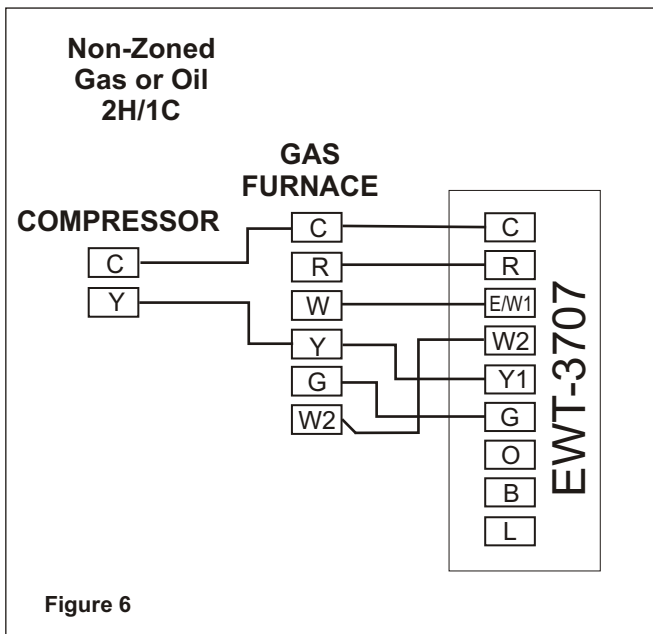 Non-Zoned
Gas or Oil
2H/1C
GAS
FURNACE
COMPRESSOR
C
Y
C
R
W
Y
G
W2
C
R
E/W1
W2
Y1
G
O
B
L
EWT-3707
Figure 6